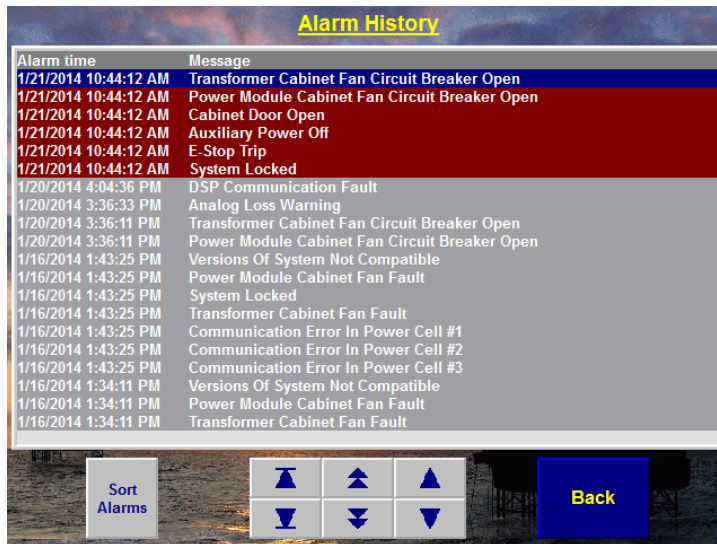 Alarm History
Alarm time Message
1/21/2014 10:44:12 AM Transformer Cabinet Fan Circuit Breaker Open
1/21/2014 10:44:12 AM Power Module Cabinet Fan Circuit Breaker Open
1/21/2014 10:44:12 AM Cabinet Door Open
1/21/2014 10:44:12 AM Auxiliary Power Off
1/21/2014 10:44:12 AM E-Stop Trip
1/21/2014 10:44:12 AM System Locked
1/20/2014 4:04:36 PM DSP Communication Fault
1/20/2014 3:36:33 PM Analog Loss Warning
1/20/2014 3:36:11 PM Transformer Cabinet Fan Circuit Breaker Open
1/20/2014 3:36:11 PM Power Module Cabinet Fan Circuit Breaker Open
1/16/2014 1:43:25 PM Versions Of System Not Compatible
1/16/2014 1:43:25 PM Power Module Cabinet Fan Fault
1/16/2014 1:43:25 PM System Locked
1/16/2014 1:43:25 PM Transformer Cabinet Fan Fault
1/16/2014 1:43:25 PM Communication Error In Power Cell #1
1/16/2014 1:43:25 PM Communication Error In Power Cell #2
1/16/2014 1:43:25 PM Communication Error In Power Cell #3
1/16/2014 1:34:11 PM Versions Of System Not Compatible
1/16/2014 1:34:11 PM Power Module Cabinet Fan Fault
1/16/2014 1:34:11 PM Transformer Cabinet Fan Fault
Sort
Alarms
Back